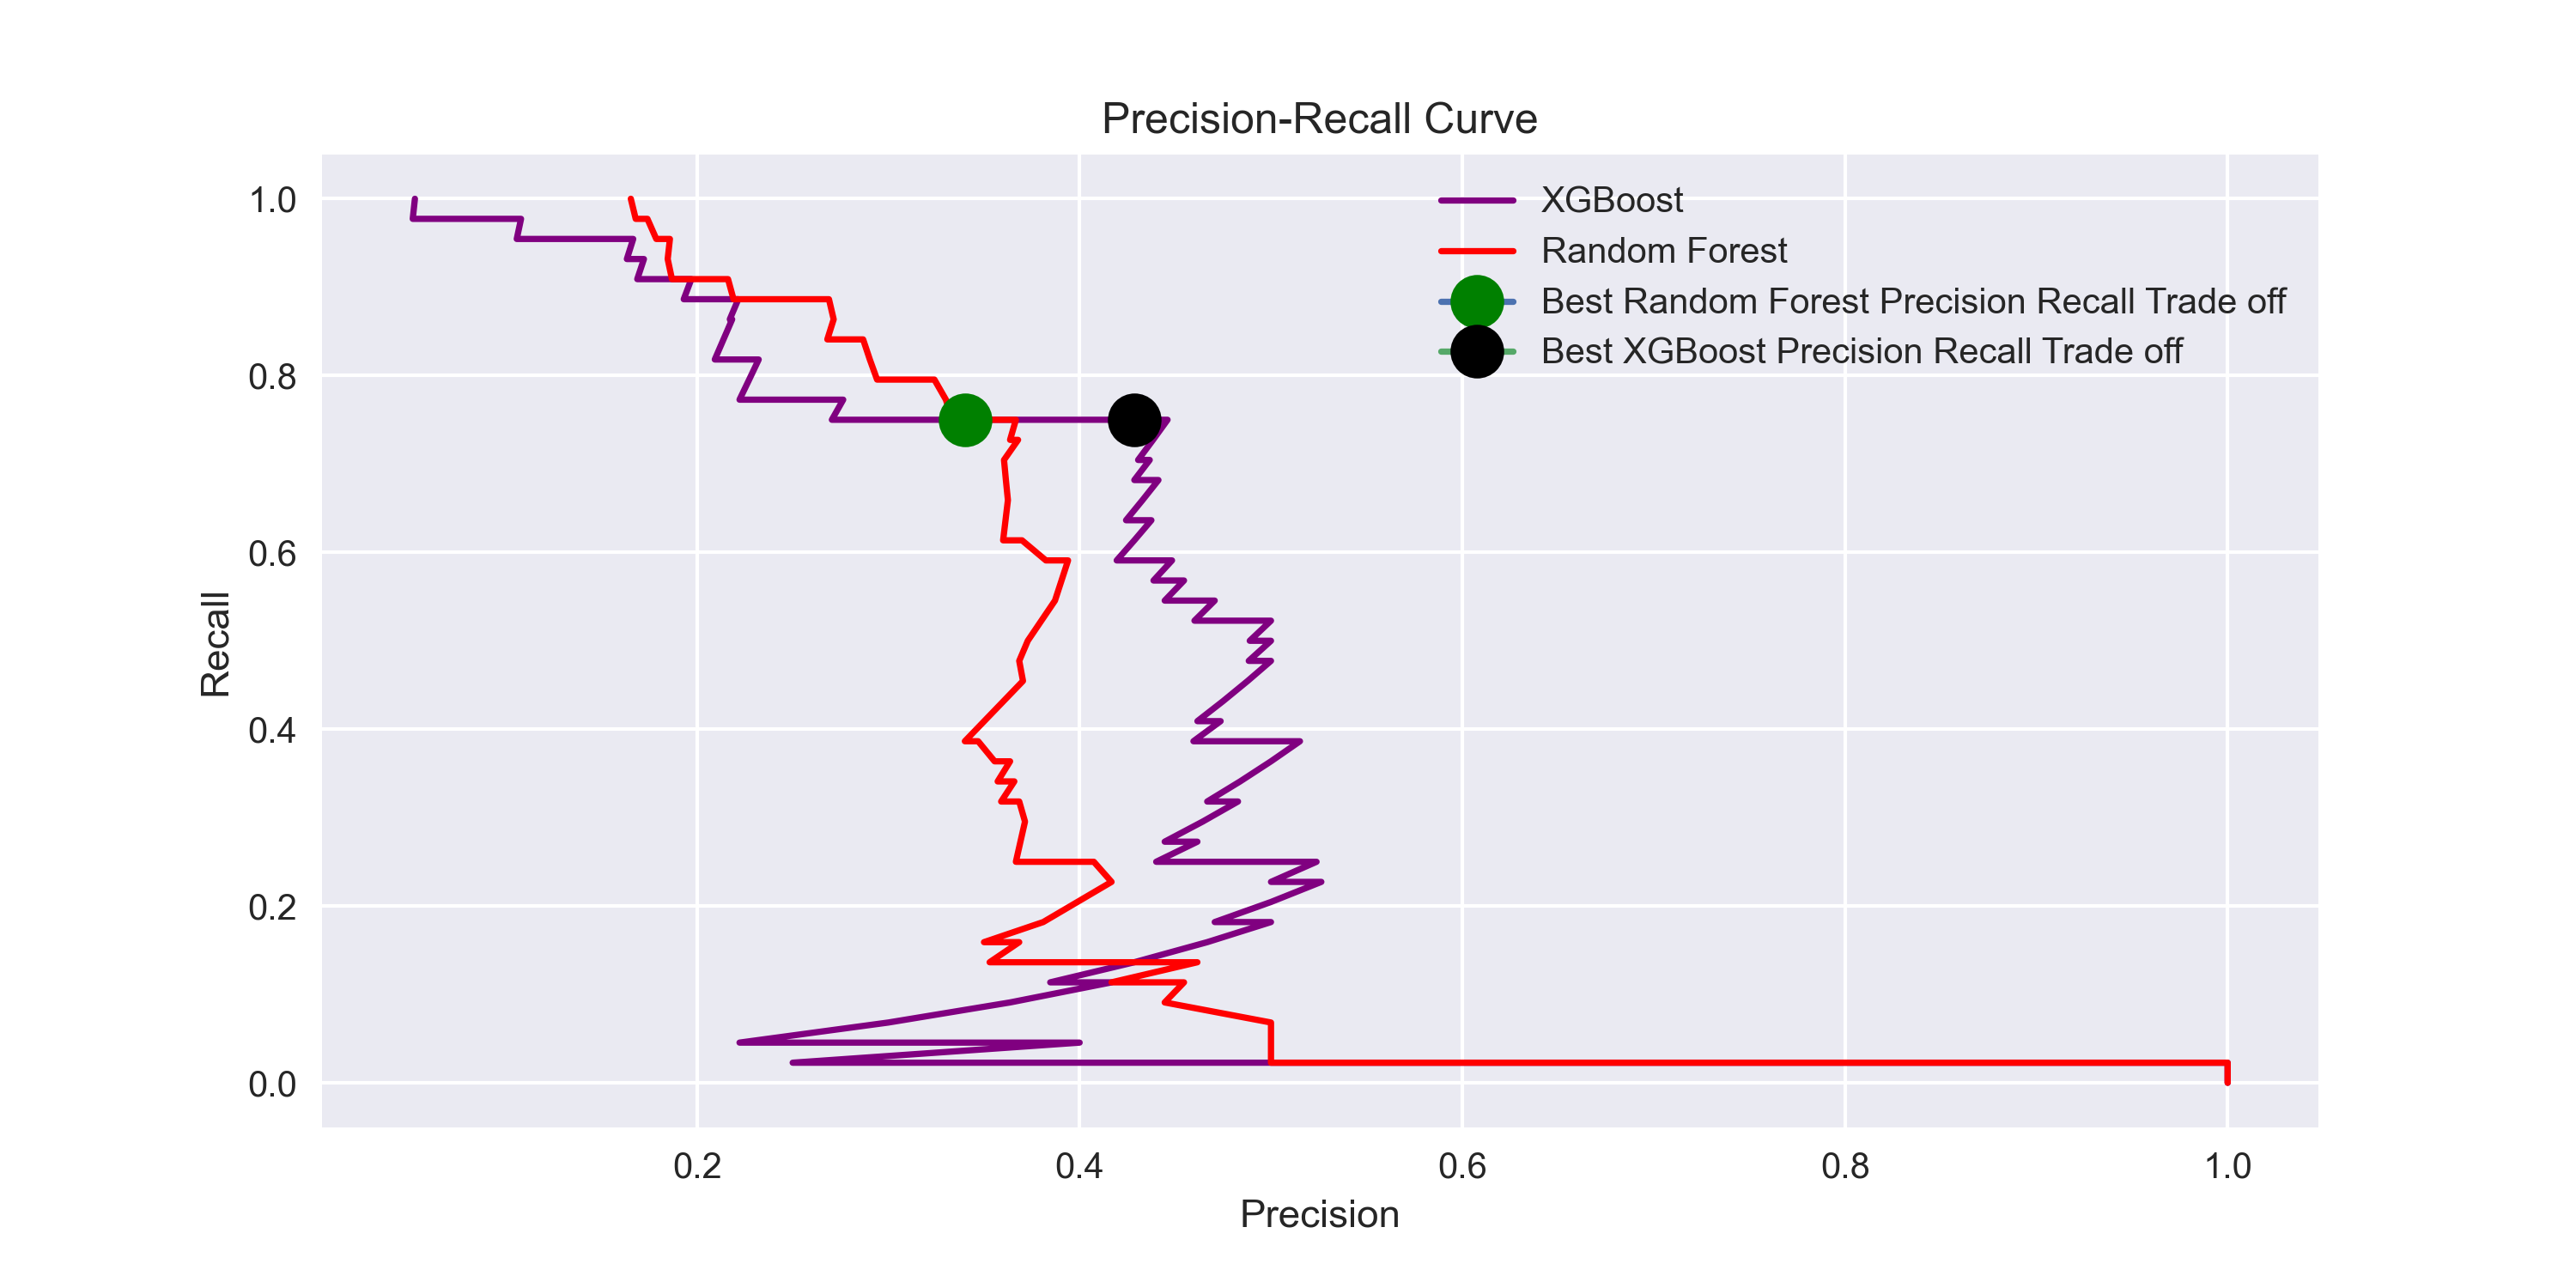 Precision-Recall Curve
XGBoost
Random Forest
Best Random Forest Precision Recall Trade off
Best XGBoost Precision Recall Trade off
1.0
0.8
0.6
0.4
0.2
0.0
Recall
0.2 0.4 0.6 0.8 1.0
Precision